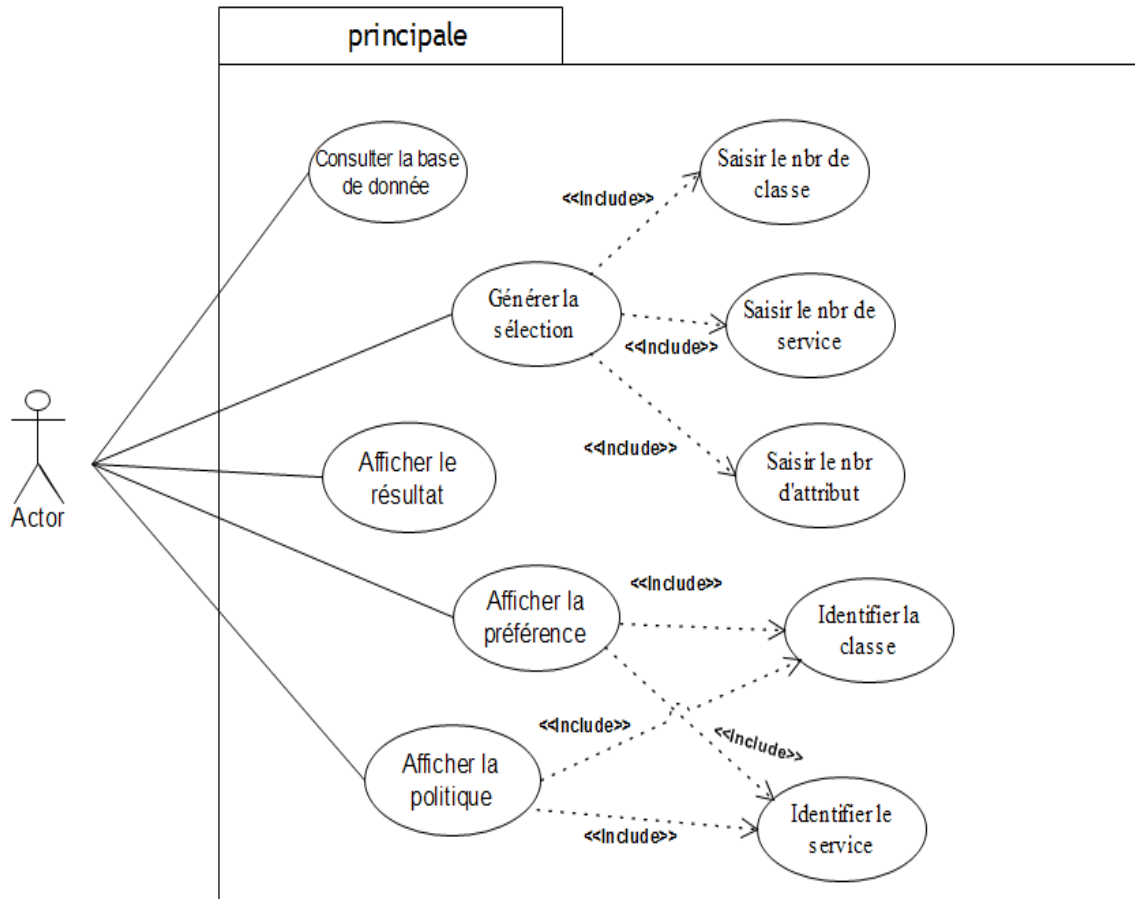 principale
Consulter la base
de donnée
Saisir le nbr de
classe
<<Include>>
Générer la
sélection
Saisir le nbr de
service
<<Include>>
Actor
Afficher le
résultat
<<Include>>
Saisir le nbr
d'attribut
Afficher la
préférence
<<Include>>
Identifier la
classe
<<Include>>
<<Include>>
Afficher la
politique
<<Include>>
Identifier le
service